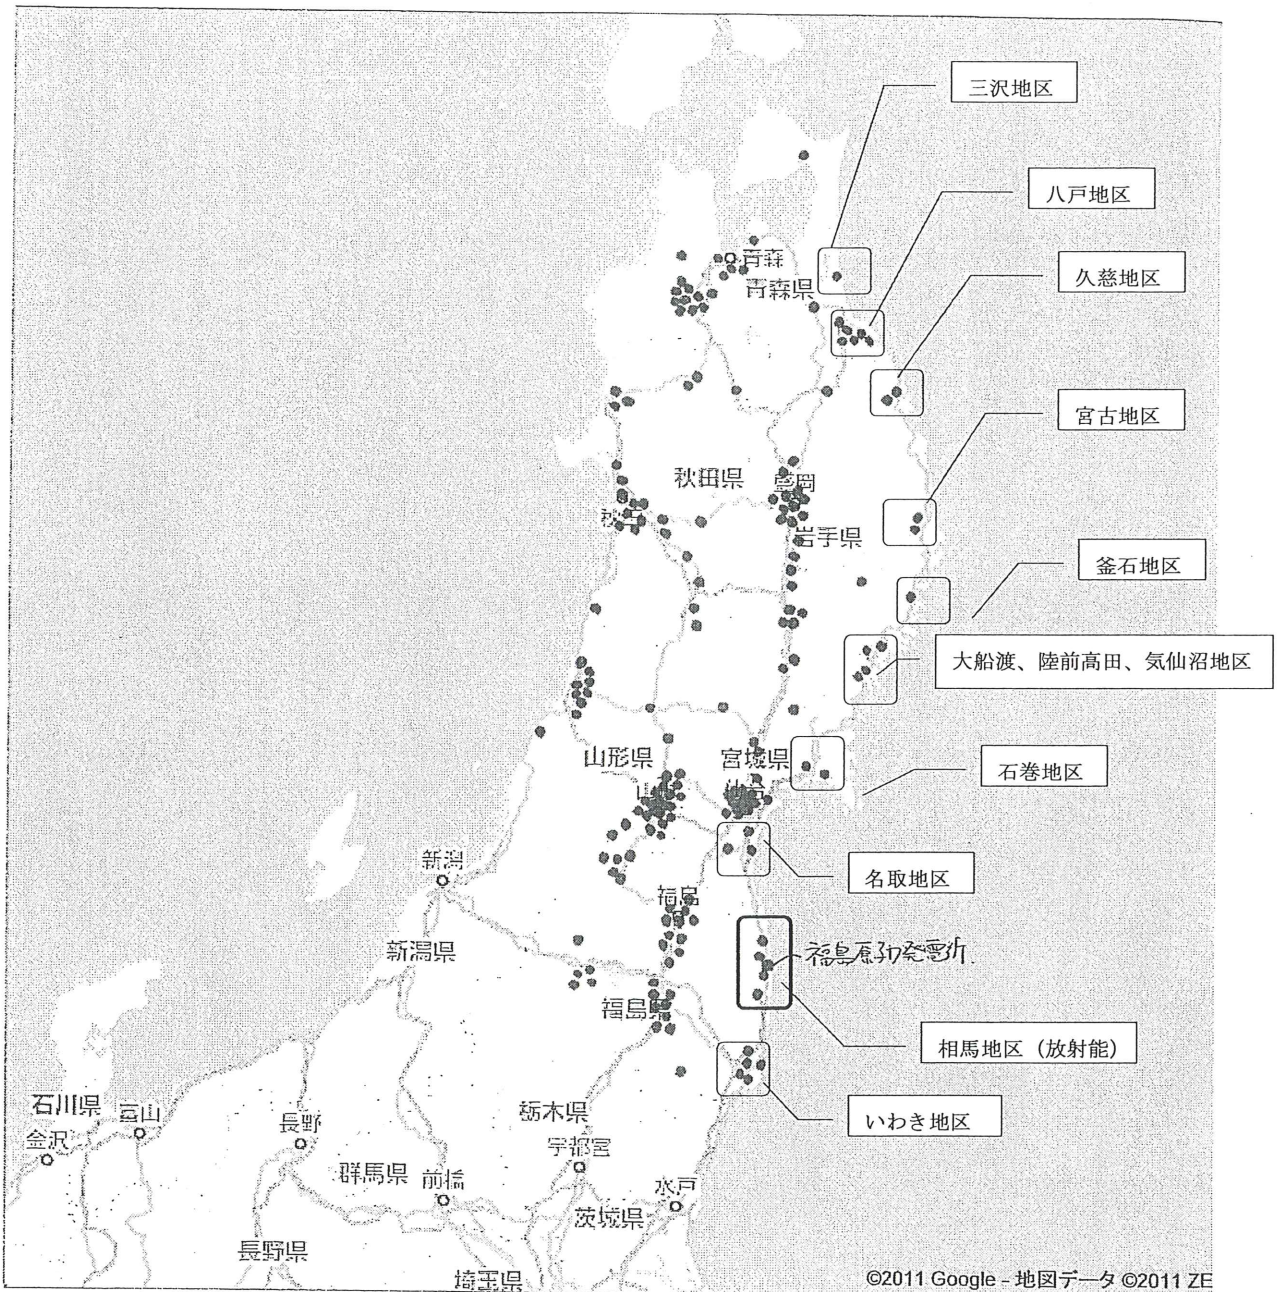 三沢地区
八戸地区
青森
青森県
久慈地区
宮古地区
秋田県
盛岡
岩手県
釜石地区
大船渡、陸前高田、気仙沼地区
山形県
宮城県
仙台
石巻地区
新潟
名取地区
福島
新潟県
福島原子力発電所
福島県
相馬地区(放射能)
石川県
富山
長野
栃木県
いわき地区
金沢
宇都宮
群馬県
前橋
水戸
茨城県
長野県
埼玉県
©2011 Google - 地図データ ©2011 ZE